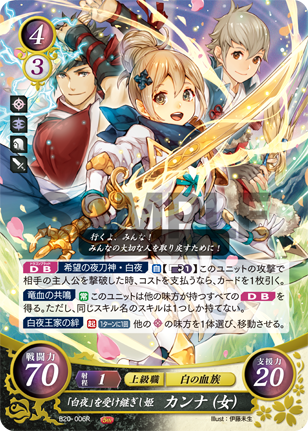 4
3
SAMPLE
行くよ、みんな!
みんなの大切な人を取り戻すために!
DB 希望の夜刀神・白夜 自 [翻1] このユニットの攻撃で
相手の主人公を撃破した時、コストを支払うなら、カードを1枚引く。
竜血の共鳴 常 このユニットは他の味方が持つすべての DB を
得る。ただし、同じスキル名のスキルは1つしか持てない。
白夜王家の絆 起 [1ターンに1回] 他の の味方を1体選び、移動させる。
戦闘力
70
射程 1 上級職 白の血族
支援力
20
「白夜」を受け継ぎし姫 カンナ(女)
B20-006R
Illust:伊藤未生